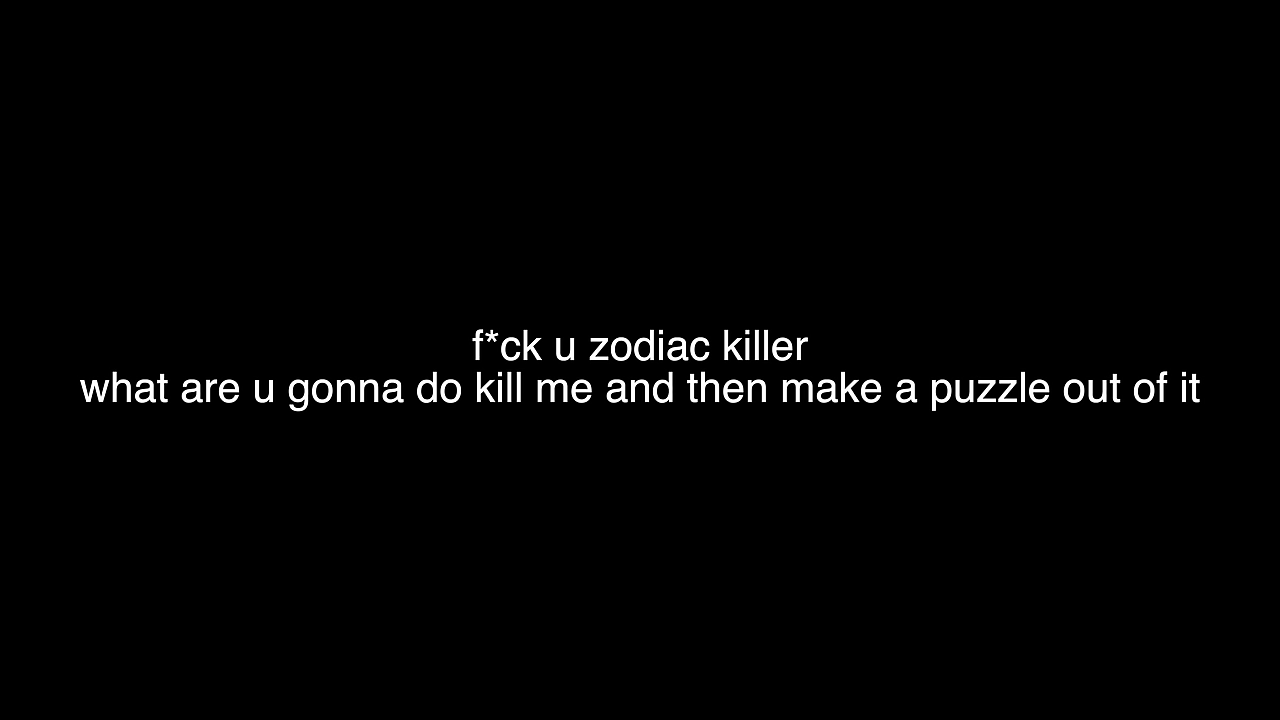 f*ck u zodiac killer
what are u gonna do kill me and then make a puzzle out of it